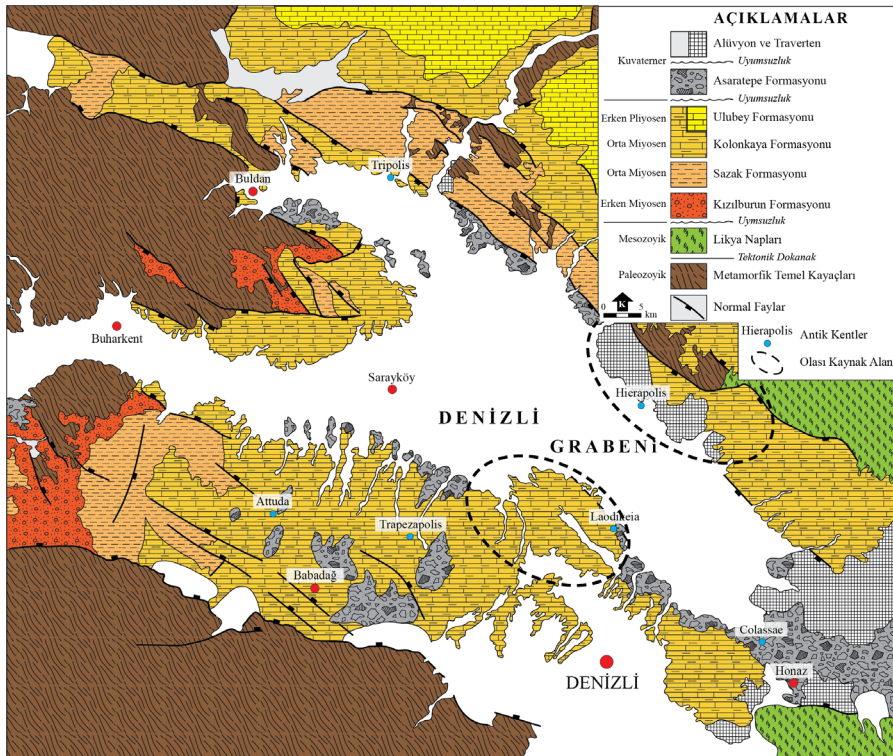 AÇIKLAMALAR
Kuvaterner
Alüvyon ve Traverten
Uyumsuzluk
Asaratepe Formasyonu
Uyumsuzluk
Erken Pliyosen
Ulubey Formasyonu
Orta Miyosen
Kolonkaya Formasyonu
Orta Miyosen
Sazak Formasyonu
Erken Miyosen
Kızılburun Formasyonu
Uymsuzluk
Mesozoyik
Likya Napları
Tektonik Dokanak
Paleozoyik
Metamorfik Temel Kayaçları
Normal Faylar
K
0 5
km
Hierapolis
Antik Kentler
Olası Kaynak Alan
Tripolis
Buldan
Buharkent
Sarayköy
Hierapolis
DENİZLİ
GRABENİ
Attuda
Trapezapolis
Laodikeia
Babadağ
Colassae
DENİZLİ
Honaz